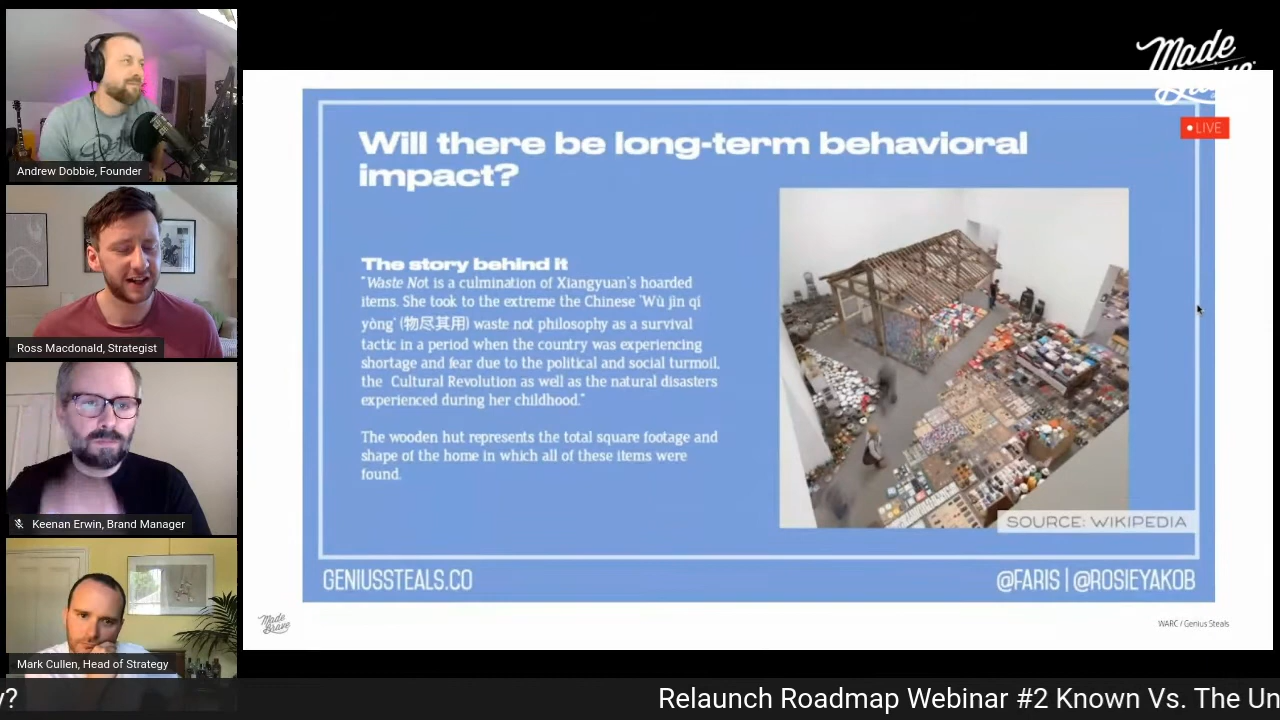 Andrew Dobbie, Founder
Ross Macdonald, Strategist
Keenan Erwin, Brand Manager
Mark Cullen, Head of Strategy
Made
Brave
LIVE
Will there be long-term behavioral
impact?
The story behind it
"Waste Not is a culmination of Xiangyuan's hoarded
items. She took to the extreme the Chinese 'Wù jìn qí
yòng' (物尽其用) waste not philosophy as a survival
tactic in a period when the country was experiencing
shortage and fear due to the political and social turmoil,
the Cultural Revolution as well as the natural disasters
experienced during her childhood."
The wooden hut represents the total square footage and
shape of the home in which all of these items were
found.
SOURCE: WIKIPEDIA
GENIUSSTEALS.CO
@FARIS | @ROSIEYAKOB
Made
Brave
WARC / Genius Steals
y? Relaunch Roadmap Webinar #2 Known Vs. The Un